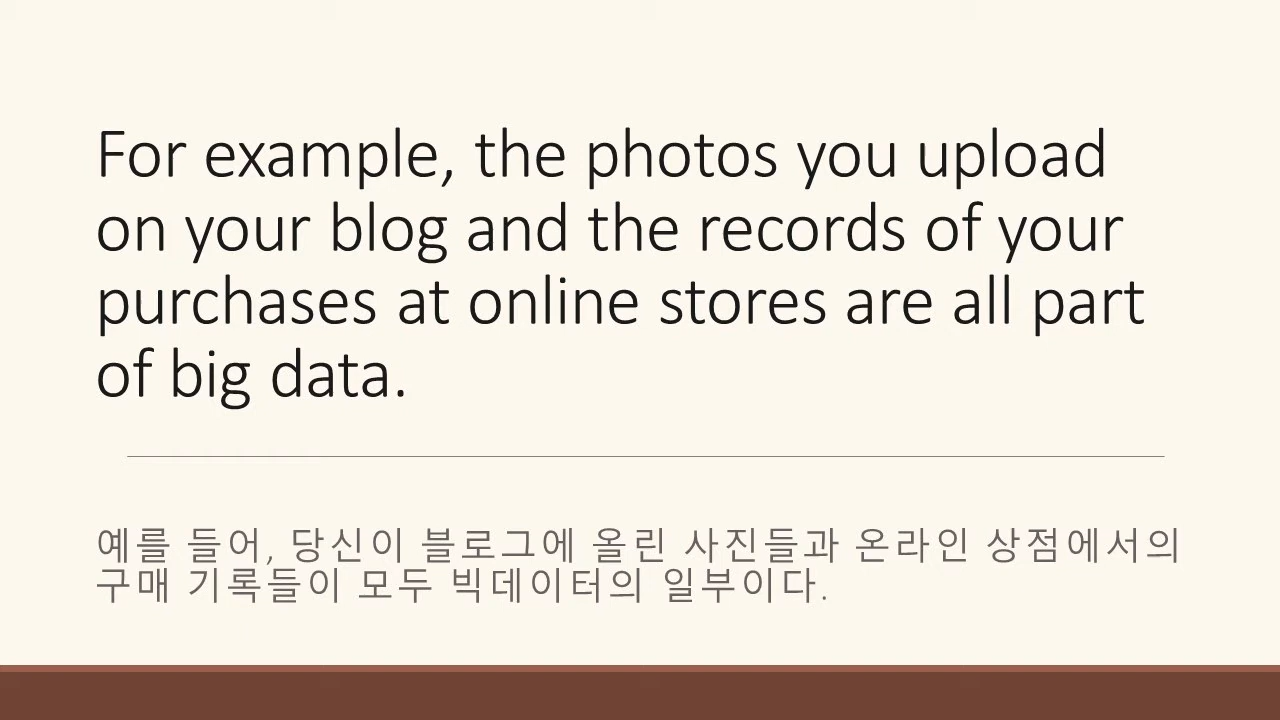 For example, the photos you upload
on your blog and the records of your
purchases at online stores are all part
of big data.
예를 들어, 당신이 블로그에 올린 사진들과 온라인 상점에서의
구매 기록들이 모두 빅데이터의 일부이다.